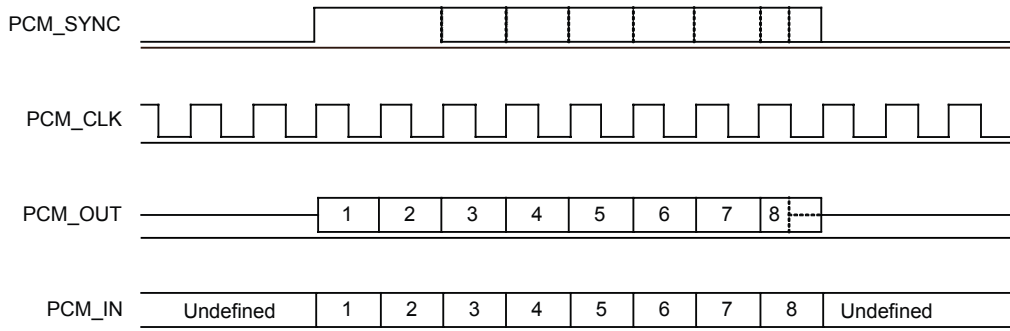 PCM_SYNC
PCM_CLK
PCM_OUT 1 2 3 4 5 6 7 8
PCM_IN Undefined 1 2 3 4 5 6 7 8 Undefined